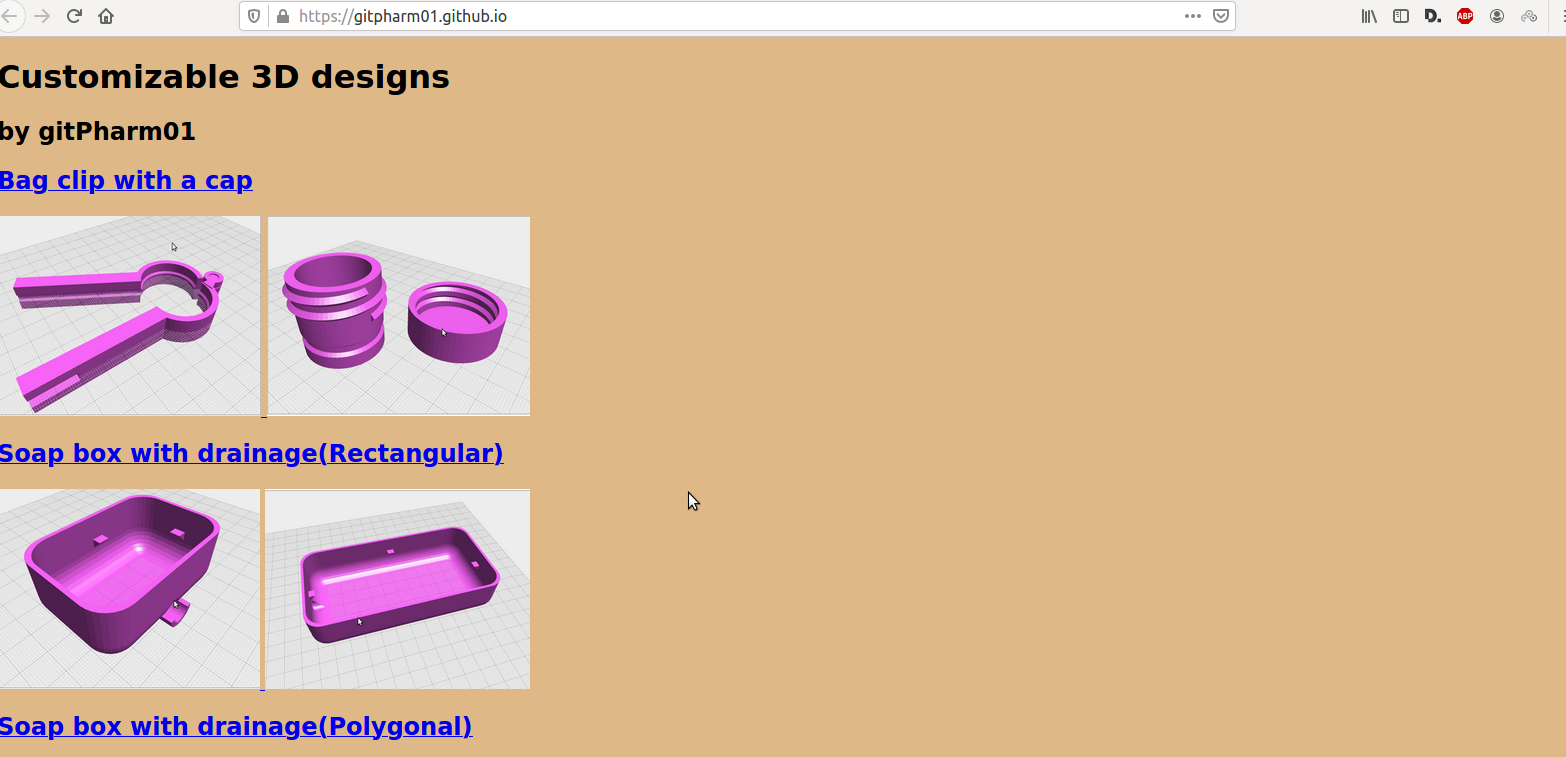 https://gitpharm01.github.io
D.
ABP
Customizable 3D designs
by gitPharm01
Bag clip with a cap
Soap box with drainage(Rectangular)
Soap box with drainage(Polygonal)